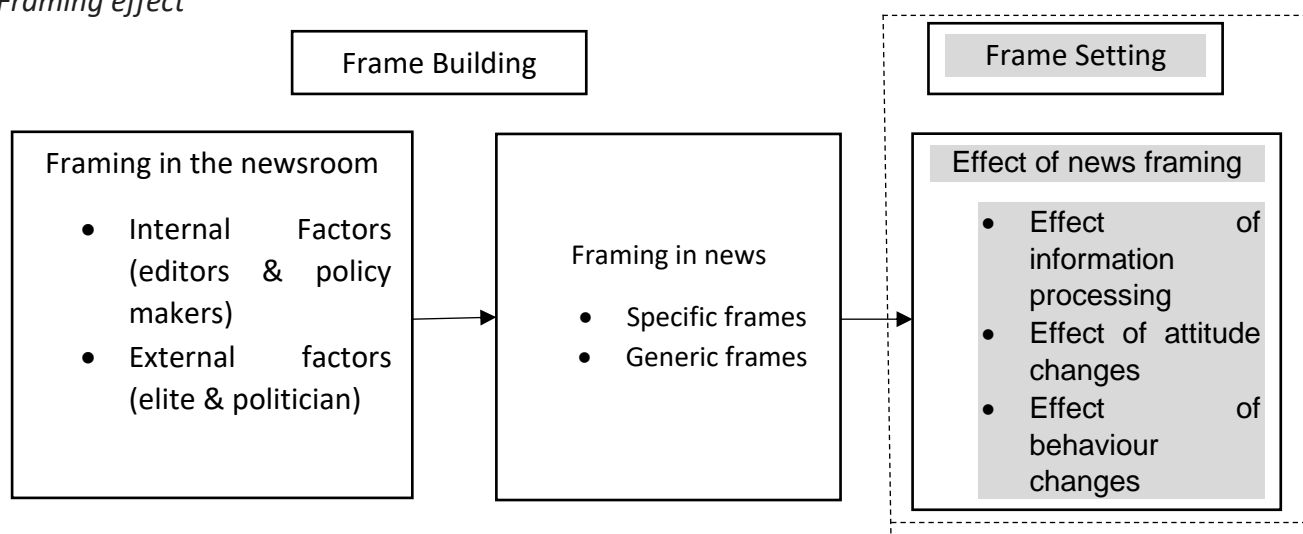 Framing effect
Frame Building
Frame Setting
Framing in the newsroom
• Internal Factors
(editors & policy
makers)
• External factors
(elite & politician)
Framing in news
• Specific frames
• Generic frames
Effect of news framing
• Effect of
information
processing
• Effect of attitude
changes
• Effect of
behaviour
changes